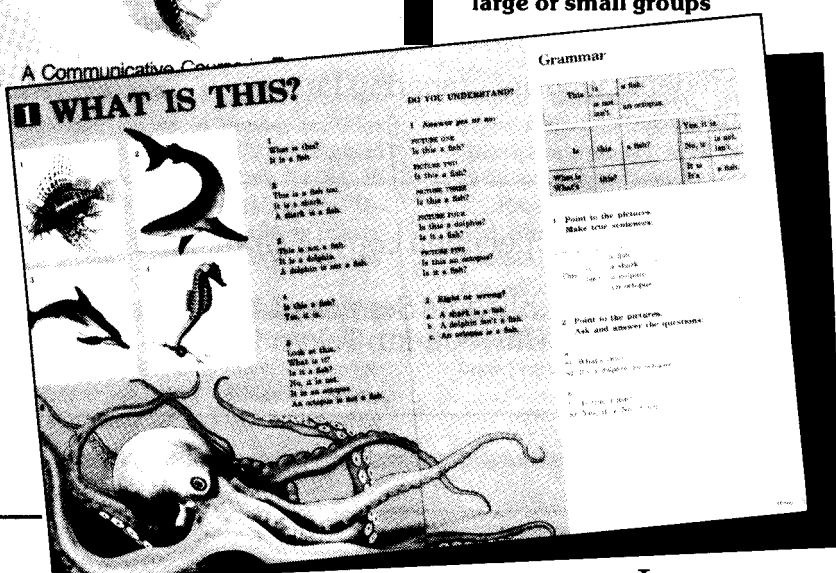 large or small groups
A Communicative Course
1 WHAT IS THIS?
1
2
3
4
1
What is this?
It is a fish.
2
This is a fish too.
It is a shark.
A shark is a fish.
3
This is not a fish.
It is a dolphin.
A dolphin is not a fish.
4
Is this a fish?
Yes, it is.
5
Look at this.
What is it?
Is it a fish?
No, it is not.
It is an octopus.
An octopus is not a fish.
DO YOU UNDERSTAND?
1 Answer yes or no:
PICTURE ONE
Is this a fish?
PICTURE TWO
Is this a fish?
PICTURE THREE
Is this a fish?
PICTURE FOUR
Is this a dolphin?
Is it a fish?
PICTURE FIVE
Is this an octopus?
Is it a fish?
2 Right or wrong?
a. A shark is a fish.
b. A dolphin isn't a fish.
c. An octopus is a fish.
Grammar
This is a fish.
is not
isn't an octopus.
Is this a fish? Yes, it is.
No, it is not.
isn't.
What is
What's this? It is
It's a fish.
1 Point to the pictures.
Make true sentences.
This
isn't
a fish
a shark
a dolphin
an octopus
2 Point to the pictures.
Ask and answer the questions: